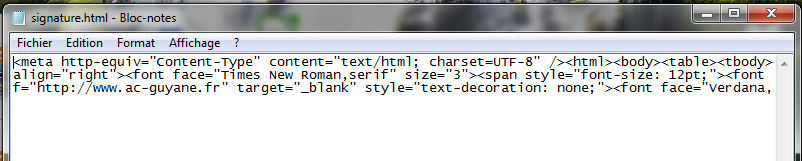 signature.html - Bloc-notes
Fichier Edition Format Affichage ?
<meta http-equiv="Content-Type" content="text/html; charset=UTF-8" /><html><body><table><tbody>
align="right"><font face="Times New Roman,serif" size="3"><span style="font-size: 12pt;"><font
f="http://www.ac-guyane.fr" target="_blank" style="text-decoration: none;"><font face="Verdana,